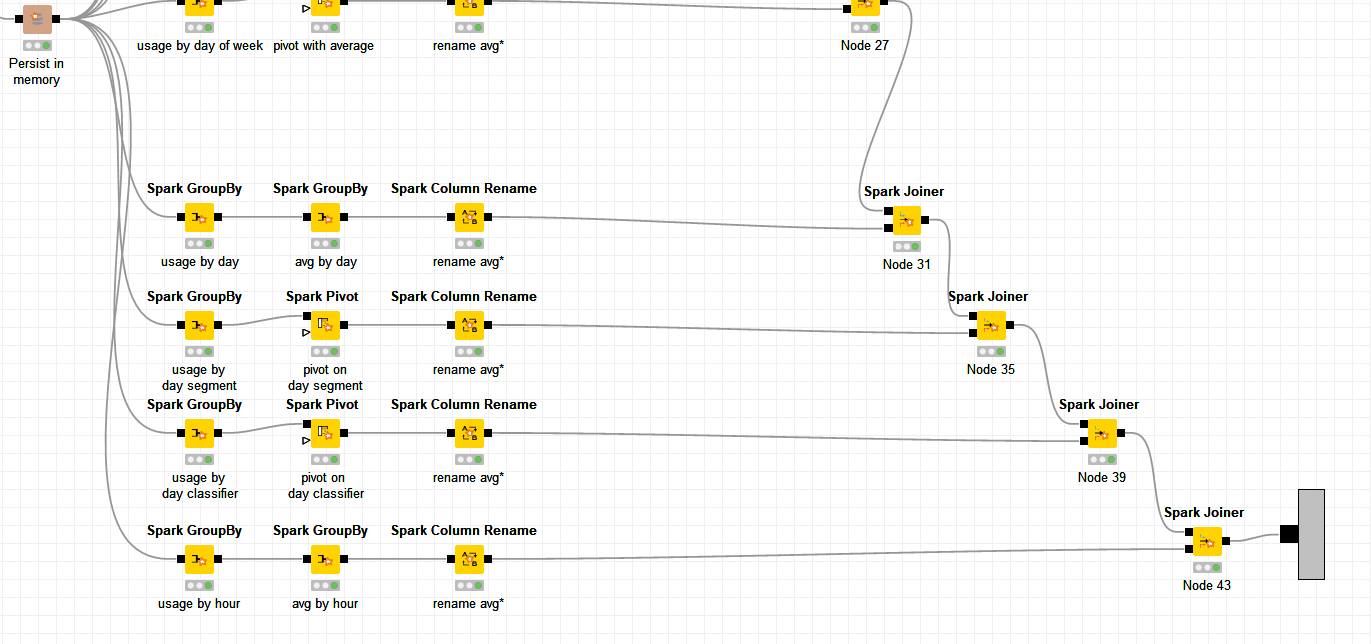 usage by day of week
pivot with average
rename avg*
Node 27
Persist in
memory
Spark GroupBy
Spark GroupBy
Spark Column Rename
Spark Joiner
usage by day
avg by day
rename avg*
Node 31
Spark GroupBy
Spark Pivot
Spark Column Rename
Spark Joiner
usage by
day segment
pivot on
day segment
rename avg*
Node 35
Spark GroupBy
Spark Pivot
Spark Column Rename
Spark Joiner
usage by
day classifier
pivot on
day classifier
rename avg*
Node 39
Spark GroupBy
Spark GroupBy
Spark Column Rename
Spark Joiner
usage by hour
avg by hour
rename avg*
Node 43